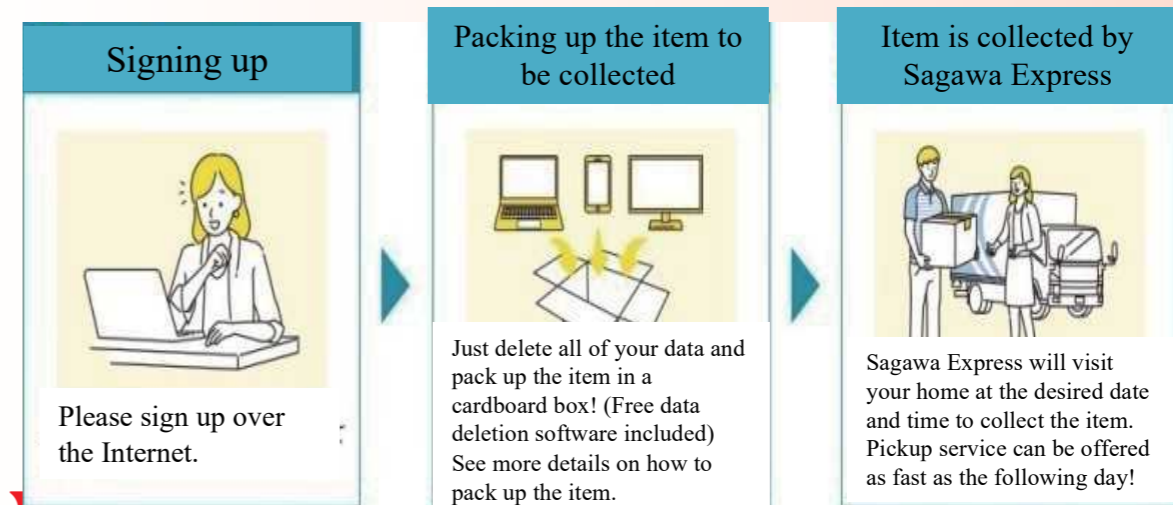 Signing up
Please sign up over
the Internet.
Packing up the item to
be collected
Just delete all of your data and
pack up the item in a
cardboard box! (Free data
deletion software included)
See more details on how to
pack up the item.
Item is collected by
Sagawa Express
Sagawa Express will visit
your home at the desired date
and time to collect the item.
Pickup service can be offered
as fast as the following day!